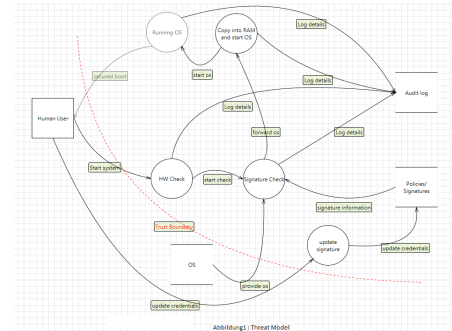 Running OS
Copy into RAM
and start OS
Log details
start os
secured boot
Log details
Audit log
Log details
Human User
forward os
Log details
Start system
HW Check
start check
Signature Check
Policies/
Signatures
signature information
Trust Boundary
update
signature
update credentials
OS
provide os
update credentials
Abbildung1 : Threat Model